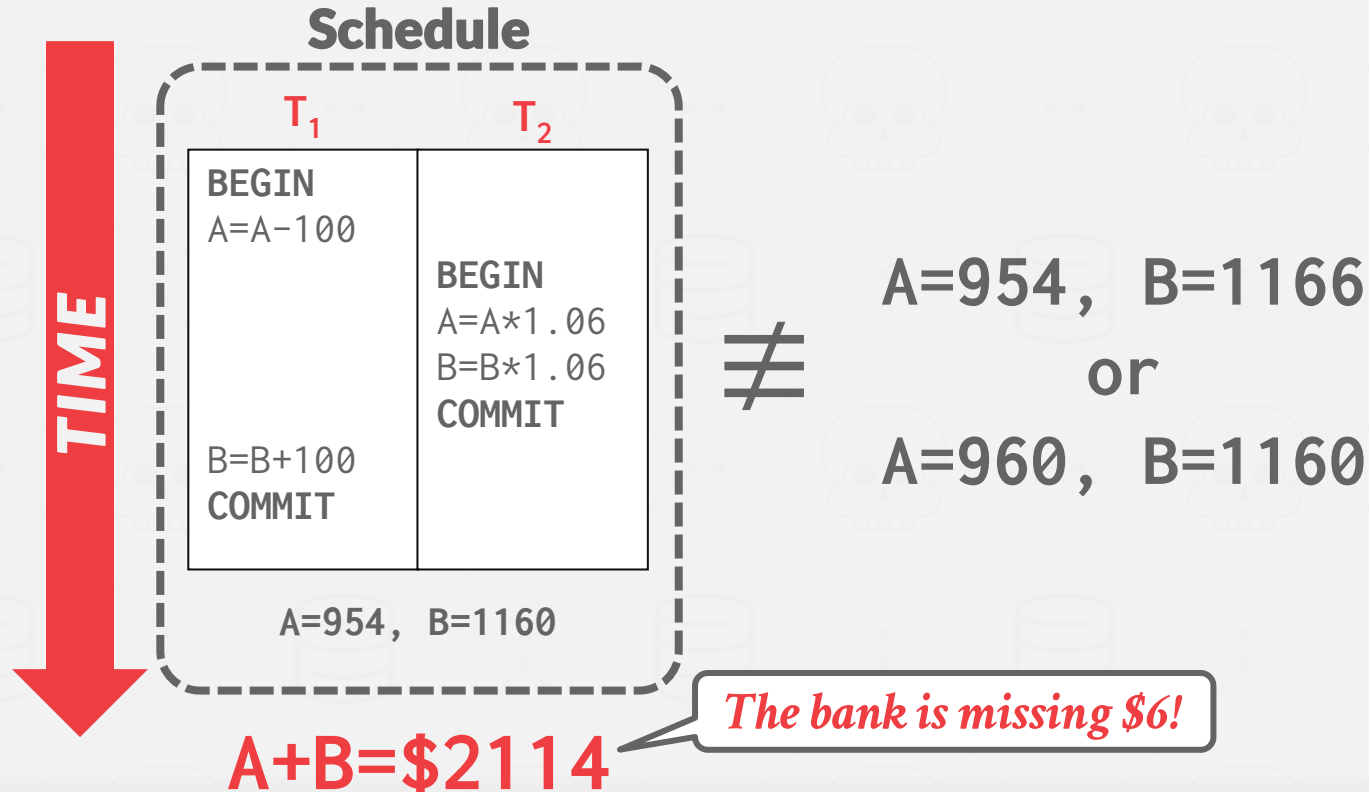 Schedule
TIME
T₁ T₂
BEGIN
A=A-100
BEGIN
A=A*1.06
B=B*1.06
COMMIT
B=B+100
COMMIT
A=954, B=1160
≢
A=954, B=1166
or
A=960, B=1160
The bank is missing $6!
A+B=$2114